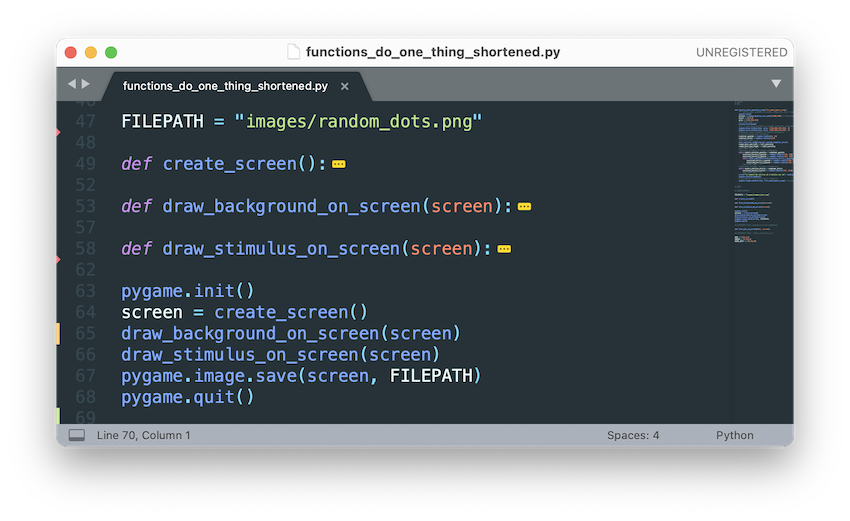 functions_do_one_thing_shortened.py
UNREGISTERED
functions_do_one_thing_shortened.py ×
46
47 FILEPATH = "images/random_dots.png"
48
49 def create_screen():
52
53 def draw_background_on_screen(screen):
57
58 def draw_stimulus_on_screen(screen):
62
63 pygame.init()
64 screen = create_screen()
65 draw_background_on_screen(screen)
66 draw_stimulus_on_screen(screen)
67 pygame.image.save(screen, FILEPATH)
68 pygame.quit()
69
Line 70, Column 1
Spaces: 4
Python